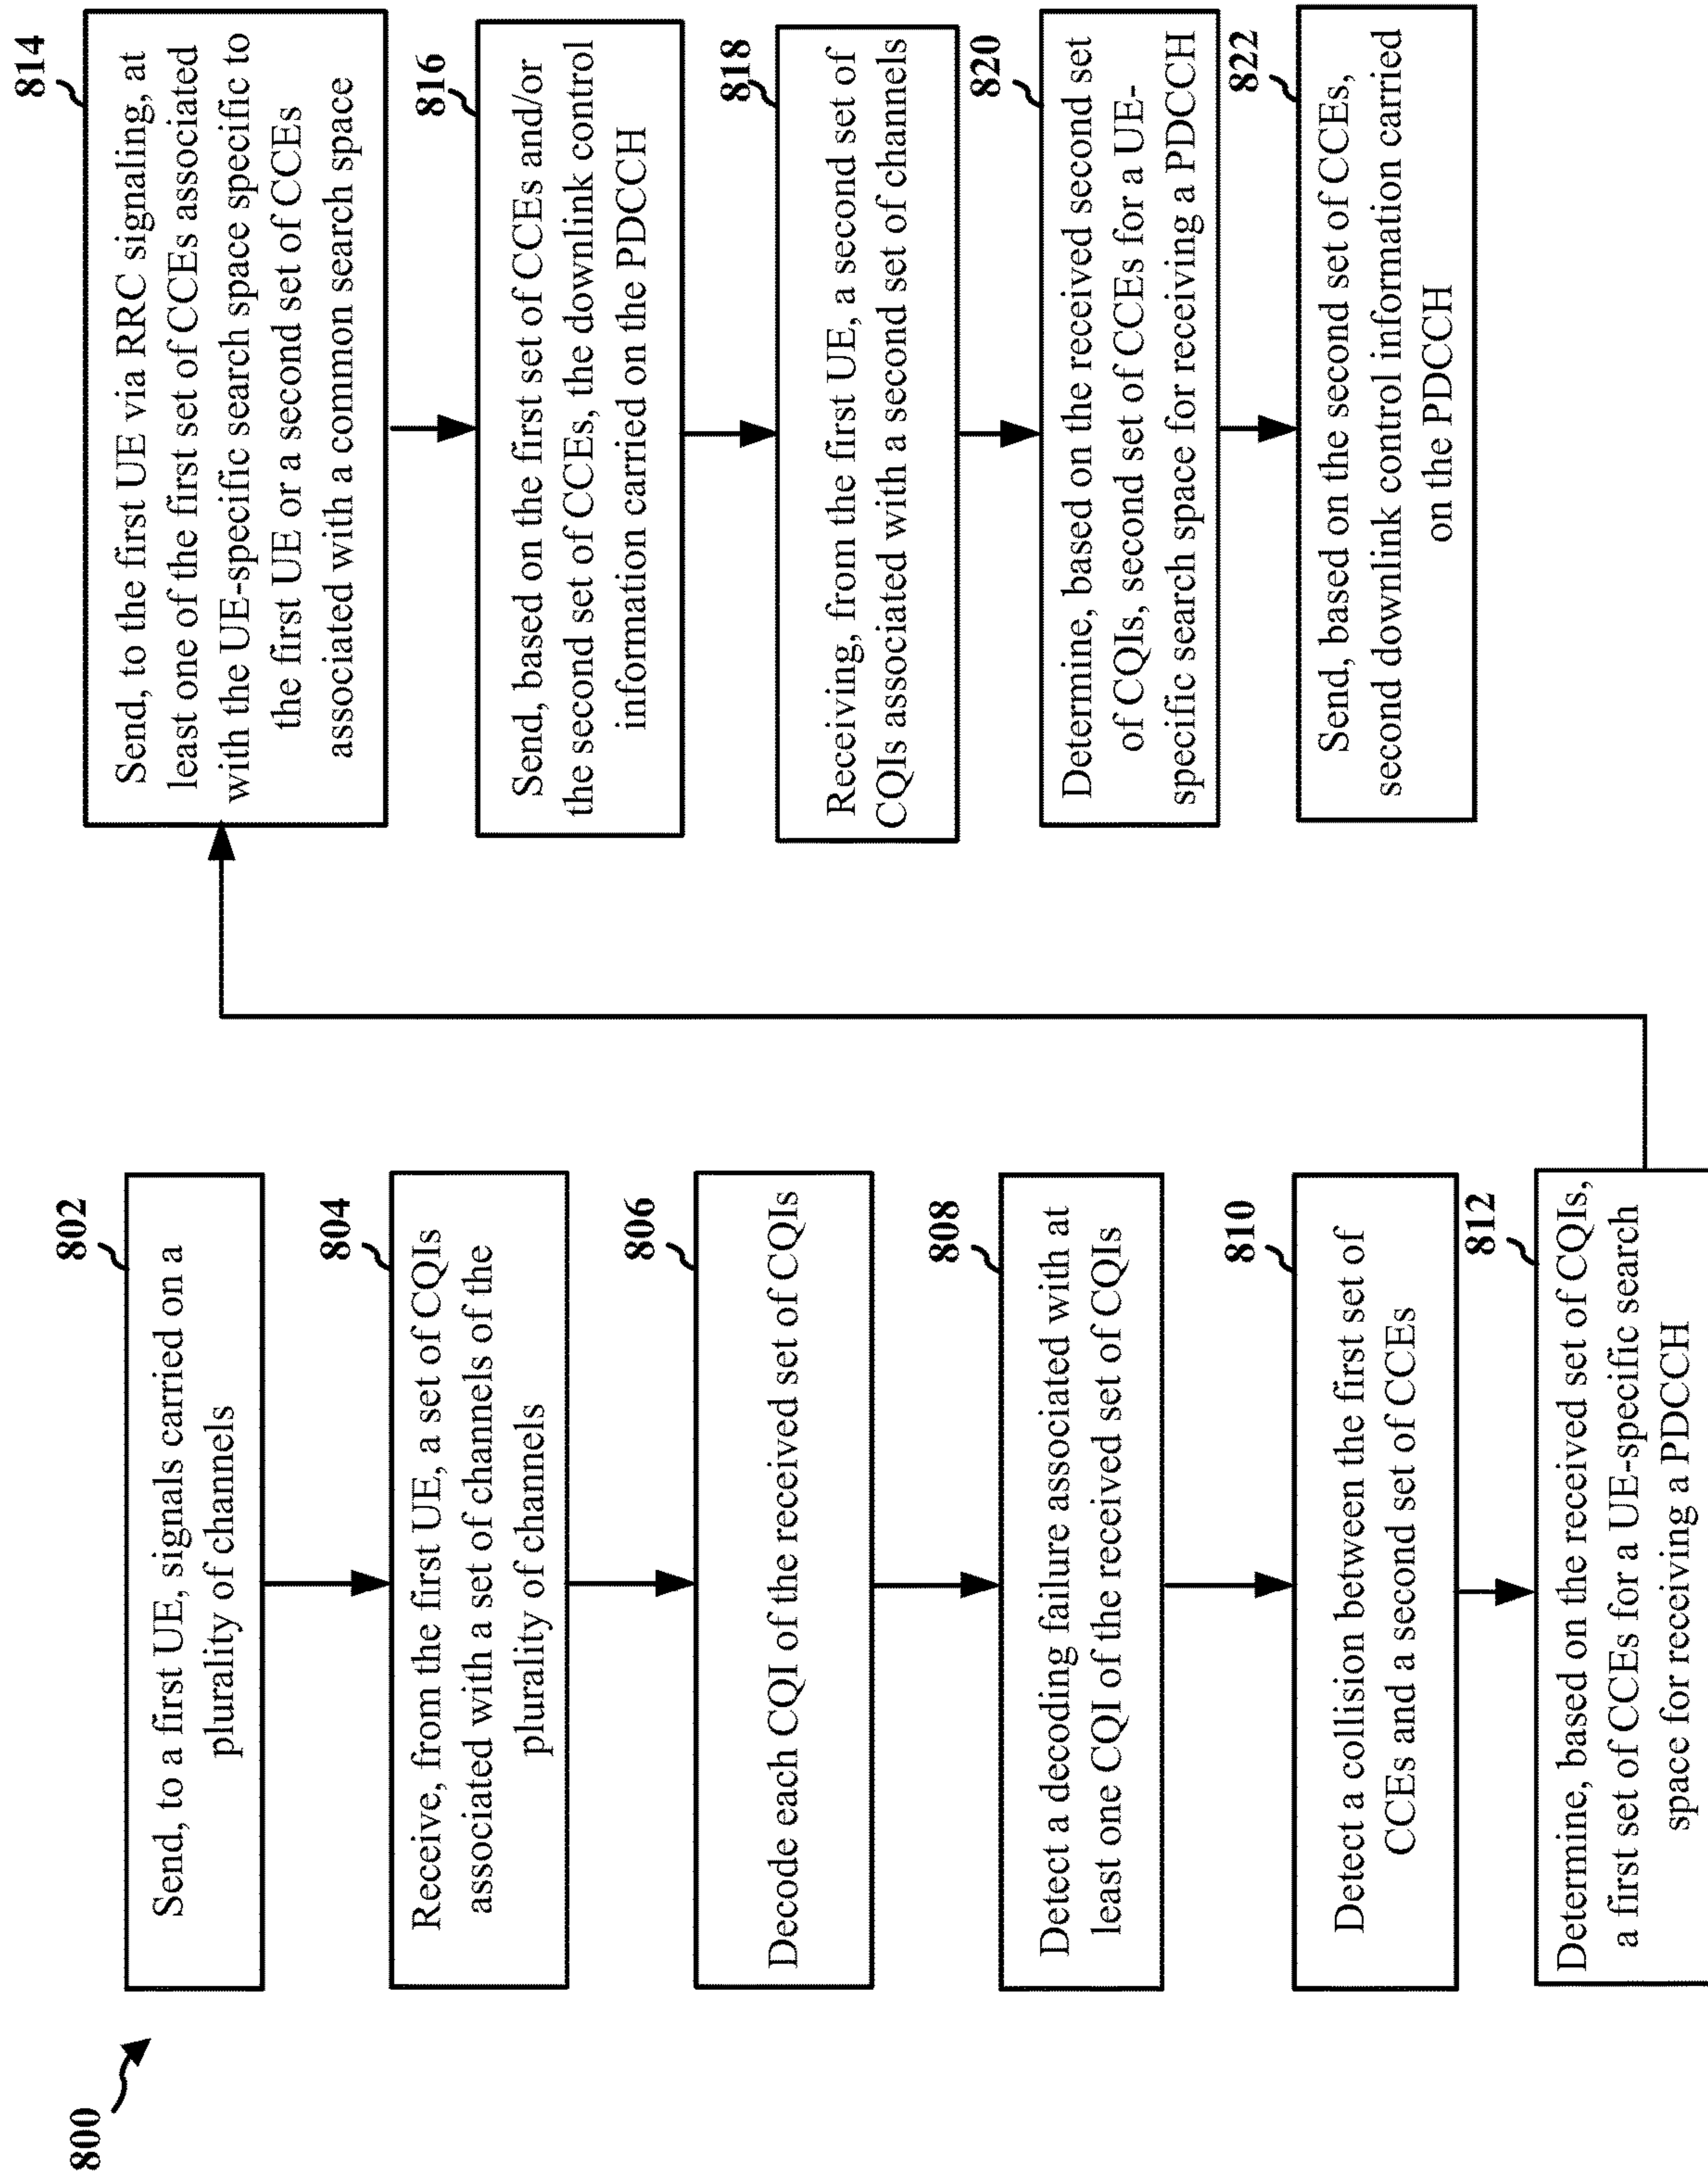 800
802
Send, to a first UE, signals carried on a
plurality of channels
804
Receive, from the first UE, a set of CQIs
associated with a set of channels of the
plurality of channels
806
Decode each CQI of the received set of CQIs
808
Detect a decoding failure associated with at
least one CQI of the received set of CQIs
810
Detect a collision between the first set of
CCEs and a second set of CCEs
812
Determine, based on the received set of CQIs,
a first set of CCEs for a UE-specific search
space for receiving a PDCCH
814
Send, to the first UE via RRC signaling, at
least one of the first set of CCEs associated
with the UE-specific search space specific to
the first UE or a second set of CCEs
associated with a common search space
816
Send, based on the first set of CCEs and/or
the second set of CCEs, the downlink control
information carried on the PDCCH
818
Receiving, from the first UE, a second set of
CQIs associated with a second set of channels
820
Determine, based on the received second set
of CQIs, second set of CCEs for a UE-
specific search space for receiving a PDCCH
822
Send, based on the second set of CCEs,
second downlink control information carried
on the PDCCH